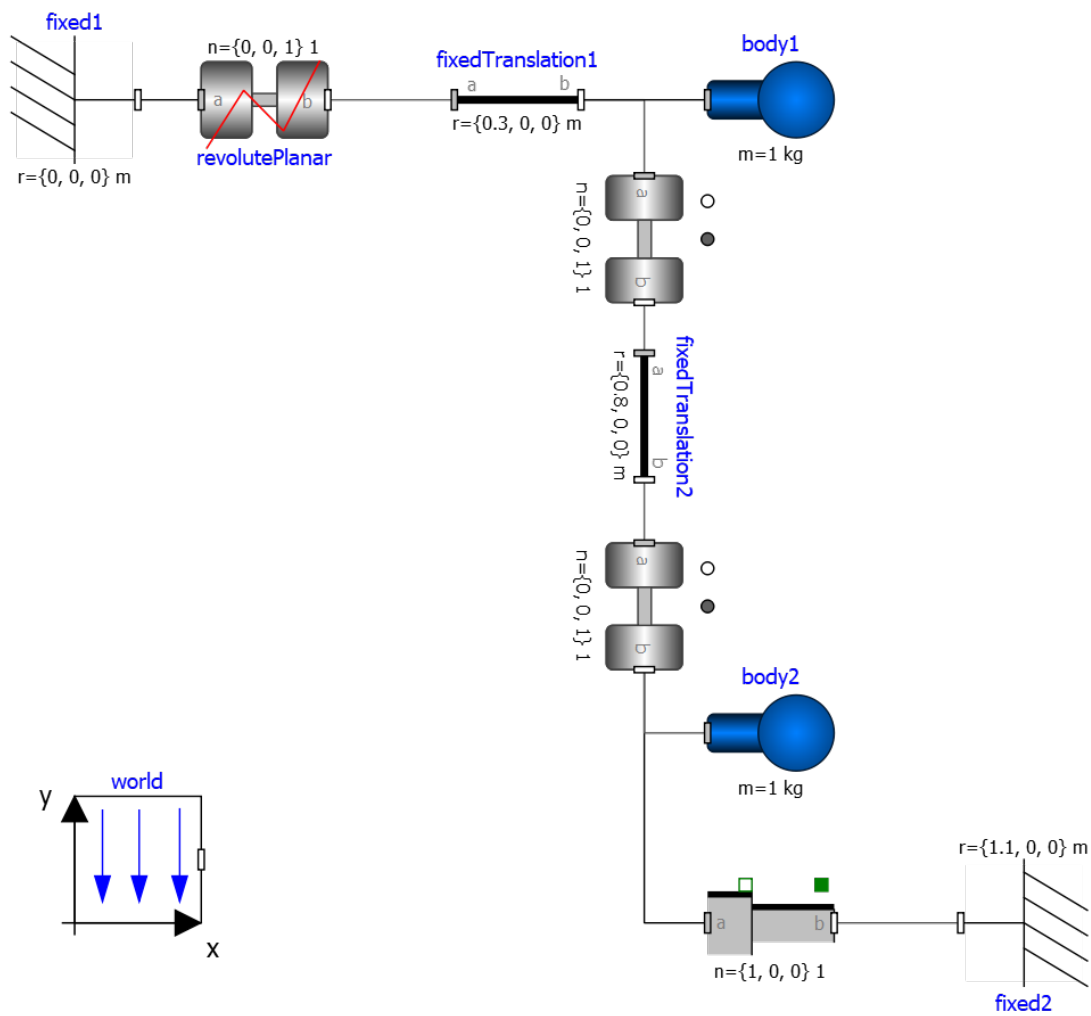 fixed1
n={0, 0, 1} 1
a
b
revolutePlanar
r={0, 0, 0} m
fixedTranslation1
a
b
r={0.3, 0, 0} m
body1
m=1 kg
a
b
n={0, 0, 1} 1
fixedTranslation2
a
b
r={0.8, 0, 0} m
a
b
n={0, 0, 1} 1
body2
m=1 kg
world
y
x
r={1.1, 0, 0} m
a
b
n={1, 0, 0} 1
fixed2